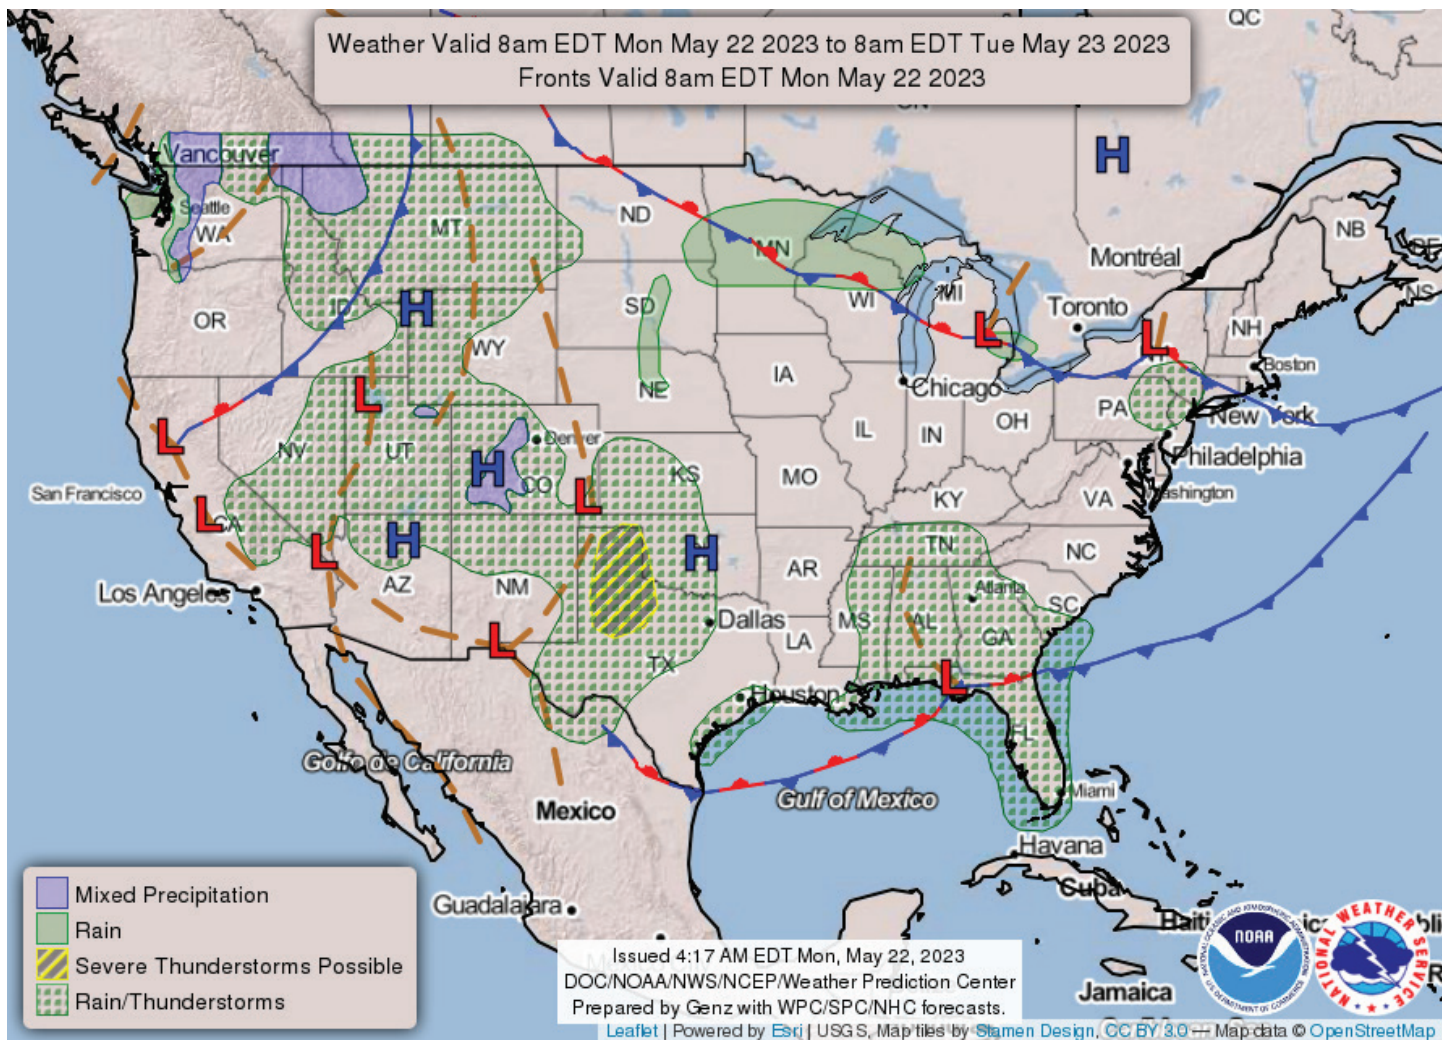 QC
Weather Valid 8am EDT Mon May 22 2023 to 8am EDT Tue May 23 2023
Fronts Valid 8am EDT Mon May 22 2023
Vancouver
H
Seattle
WA
MT
ND
MN
Montréal
NB
NS
OR
ID
H
SD
WI
MI
Toronto
NH
L
L
WY
Boston
NE
IA
Chicago
L
PA
New York
L
NV
UT
Denver
IL
IN
OH
Philadelphia
H
CO
KS
MO
San Francisco
L
L
KY
VA
Washington
CA
L
H
H
TN
NC
Los Angeles
AZ
NM
AR
Atlanta
SC
L
Dallas
MS
AL
GA
LA
TX
L
Houston
FL
Golfo de California
Mexico
Gulf of Mexico
Miami
Havana
Cuba
Guadalajara
Haiti
Jamaica
Mixed Precipitation
Rain
Severe Thunderstorms Possible
Rain/Thunderstorms
Issued 4:17 AM EDT Mon, May 22, 2023
DOC/NOAA/NWS/NCEP/Weather Prediction Center
Prepared by Genz with WPC/SPC/NHC forecasts.
Leaflet | Powered by Esri | USGS, Map tiles by Stamen Design, CC BY 3.0 — Map data © OpenStreetMap
NOAA
NATIONAL WEATHER SERVICE